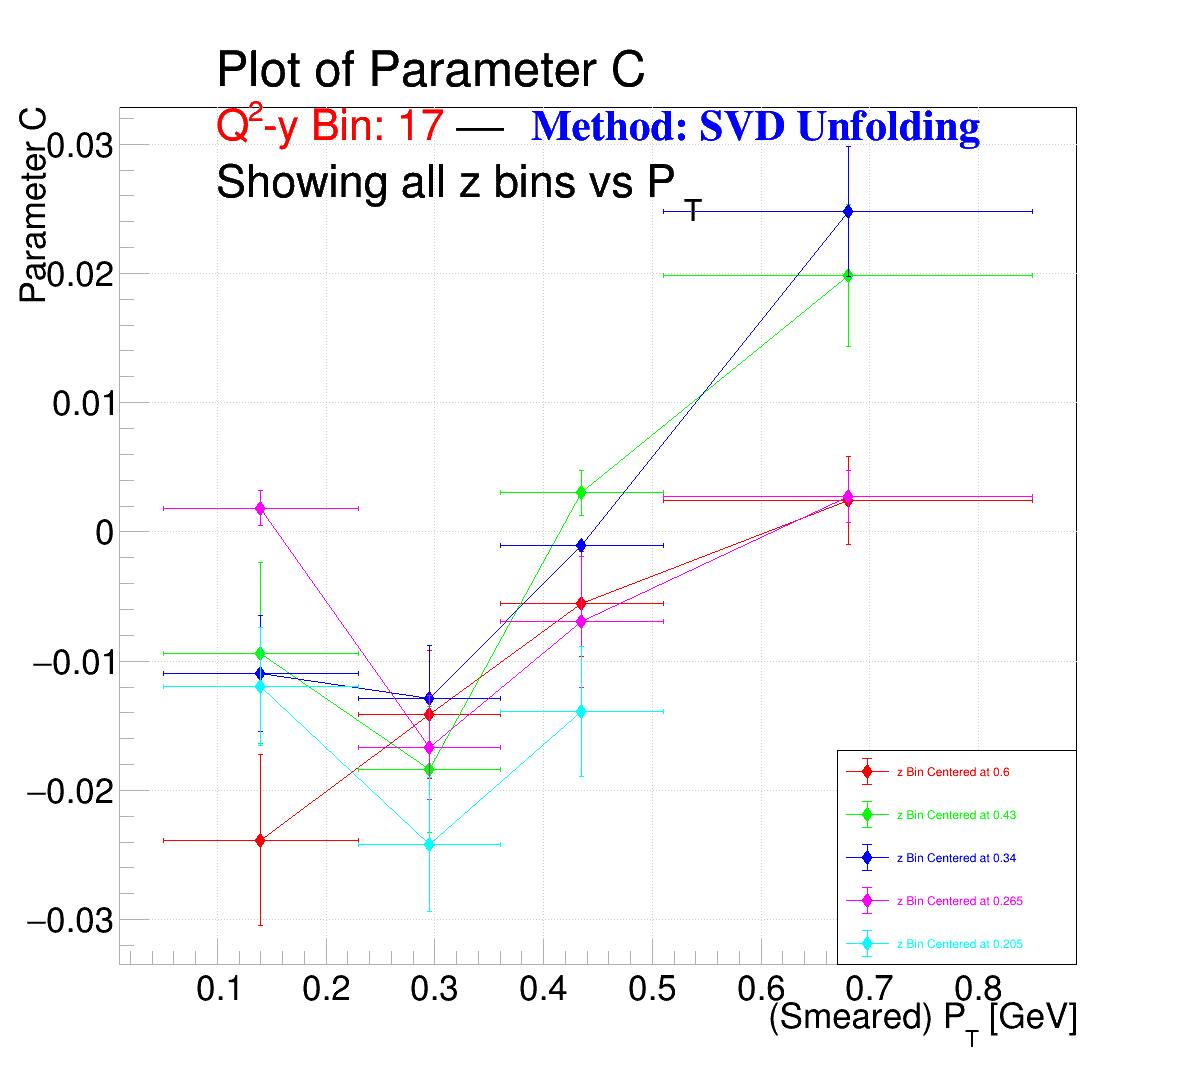 Plot of Parameter C
Q²-y Bin: 17 — Method: SVD Unfolding
Showing all z bins vs P_T
Parameter C
0.03
0.02
0.01
0
−0.01
−0.02
−0.03
z Bin Centered at 0.6
z Bin Centered at 0.43
z Bin Centered at 0.34
z Bin Centered at 0.265
z Bin Centered at 0.205
0.1 0.2 0.3 0.4 0.5 0.6 0.7 0.8
(Smeared) P_T [GeV]